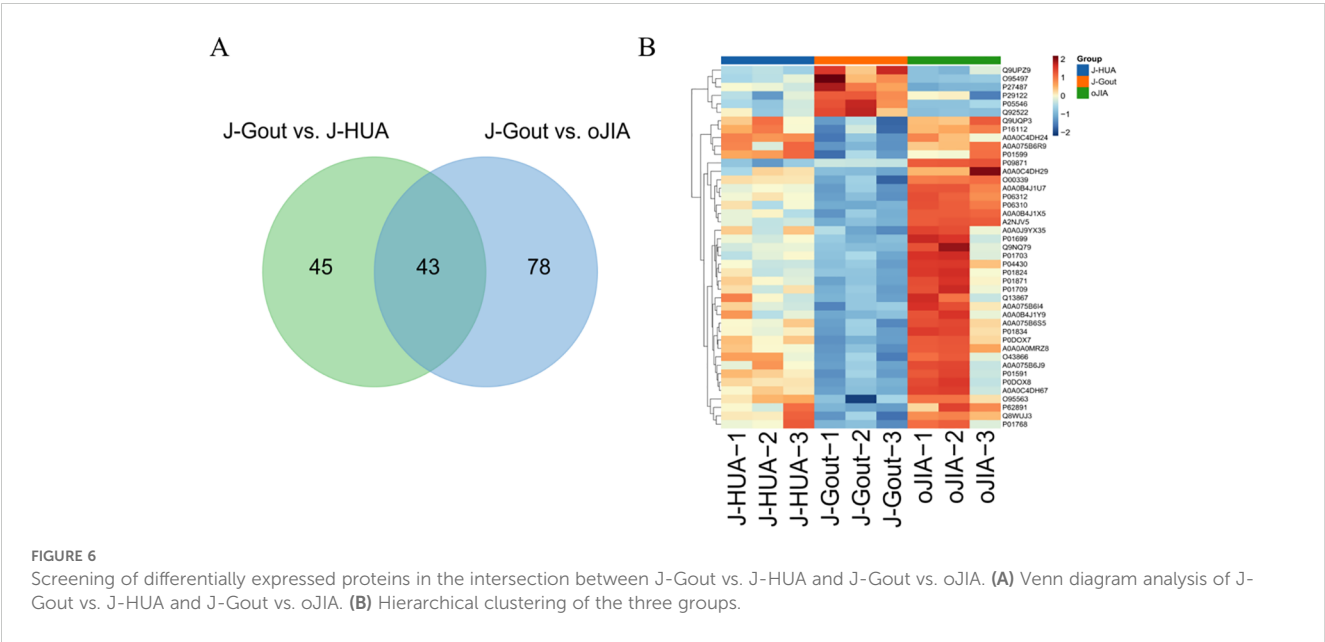 A
B
J-Gout vs. J-HUA
J-Gout vs. oJIA
45
43
78
Q9UPZ9
O95497
P27487
P29122
P05546
Q92522
Q9UQP3
P16112
A0A0C4DH24
A0A075B6R9
P01599
P09871
A0A0C4DH29
O00339
A0A0B4J1U7
P06312
P06310
A0A0B4J1X5
A2NJV5
A0A0J9YX35
P01699
Q9NQ79
P01703
P04430
P01824
P01871
P01709
Q13867
A0A075B6I4
A0A0B4J1Y9
A0A075B6S5
P01834
P0DOX7
A0A0A0MRZ8
O43866
A0A075B6J9
P01591
P0DOX8
A0A0C4DH67
O95563
P62891
Q8WUJ3
P01768
2
1
0
−1
−2
Group
J-HUA
J-Gout
oJIA
J-HUA−1
J-HUA−2
J-HUA−3
J-Gout−1
J-Gout−2
J-Gout−3
oJIA−1
oJIA−2
oJIA−3
FIGURE 6
Screening of differentially expressed proteins in the intersection between J-Gout vs. J-HUA and J-Gout vs. oJIA. (A) Venn diagram analysis of J-
Gout vs. J-HUA and J-Gout vs. oJIA. (B) Hierarchical clustering of the three groups.